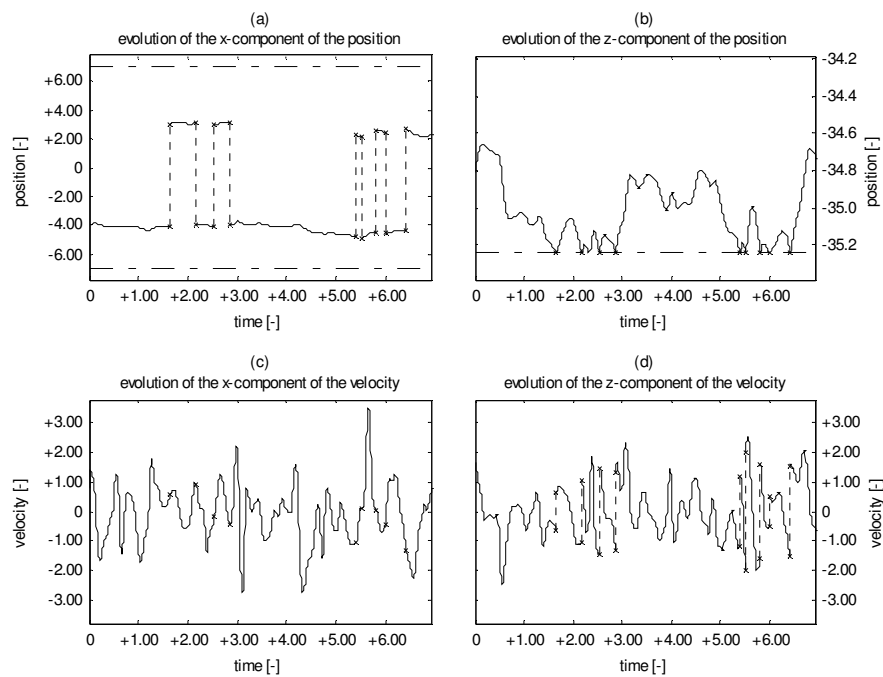 (a)
evolution of the x-component of the position
+6.00
+4.00
+2.00
0
-2.00
-4.00
-6.00
position [-]
0 +1.00 +2.00 +3.00 +4.00 +5.00 +6.00
time [-]
(b)
evolution of the z-component of the position
-34.2
-34.4
-34.6
-34.8
-35.0
-35.2
position [-]
0 +1.00 +2.00 +3.00 +4.00 +5.00 +6.00
time [-]
(c)
evolution of the x-component of the velocity
+3.00
+2.00
+1.00
0
-1.00
-2.00
-3.00
velocity [-]
0 +1.00 +2.00 +3.00 +4.00 +5.00 +6.00
time [-]
(d)
evolution of the z-component of the velocity
+3.00
+2.00
+1.00
0
-1.00
-2.00
-3.00
velocity [-]
0 +1.00 +2.00 +3.00 +4.00 +5.00 +6.00
time [-]